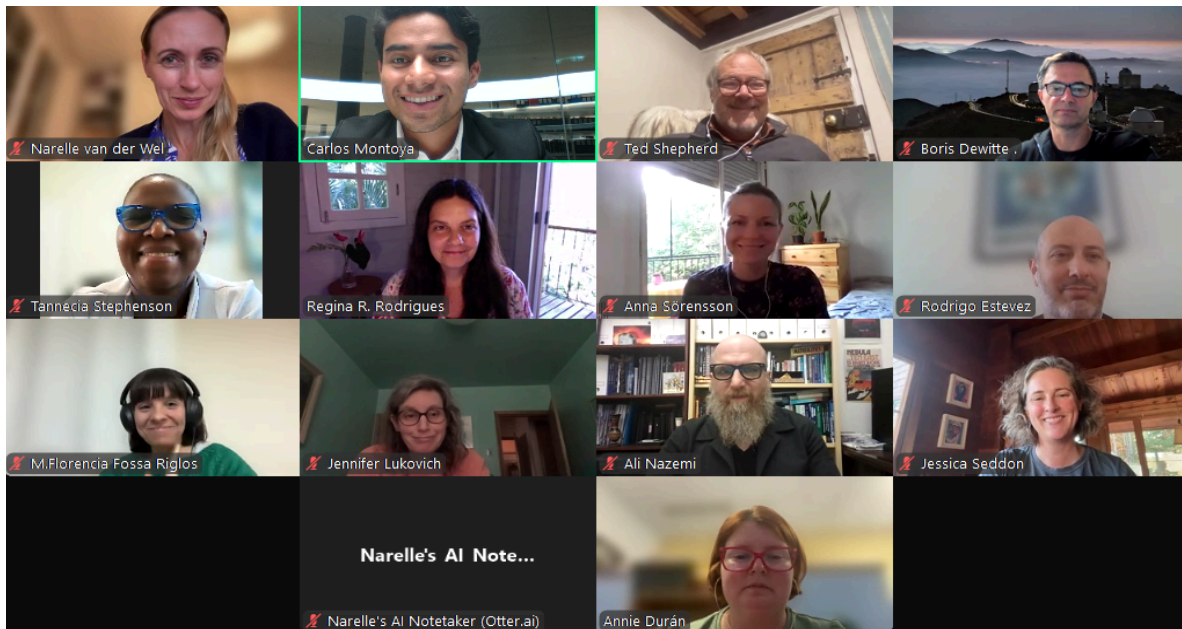 Narelle van der Wel
Carlos Montoya
Ted Shepherd
Boris Dewitte .
Tannecia Stephenson
Regina R. Rodrigues
Anna Sörensson
Rodrigo Estevez
M.Florencia Fossa Riglos
Jennifer Lukovich
Ali Nazemi
Jessica Seddon
Narelle's AI Note...
Narelle's AI Notetaker (Otter.ai)
Annie Durán